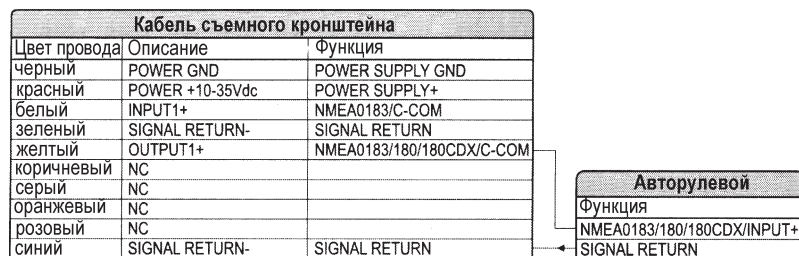 Кабель съемного кронштейна
Цвет провода Описание Функция
черный POWER GND POWER SUPPLY GND
красный POWER +10-35Vdc POWER SUPPLY+
белый INPUT1+ NMEA0183/C-COM
зеленый SIGNAL RETURN- SIGNAL RETURN
желтый OUTPUT1+ NMEA0183/180/180CDX/C-COM
коричневый NC
серый NC
оранжевый NC
розовый NC
синий SIGNAL RETURN- SIGNAL RETURN
Авторулевой
Функция
NMEA0183/180/180CDX/INPUT+
SIGNAL RETURN